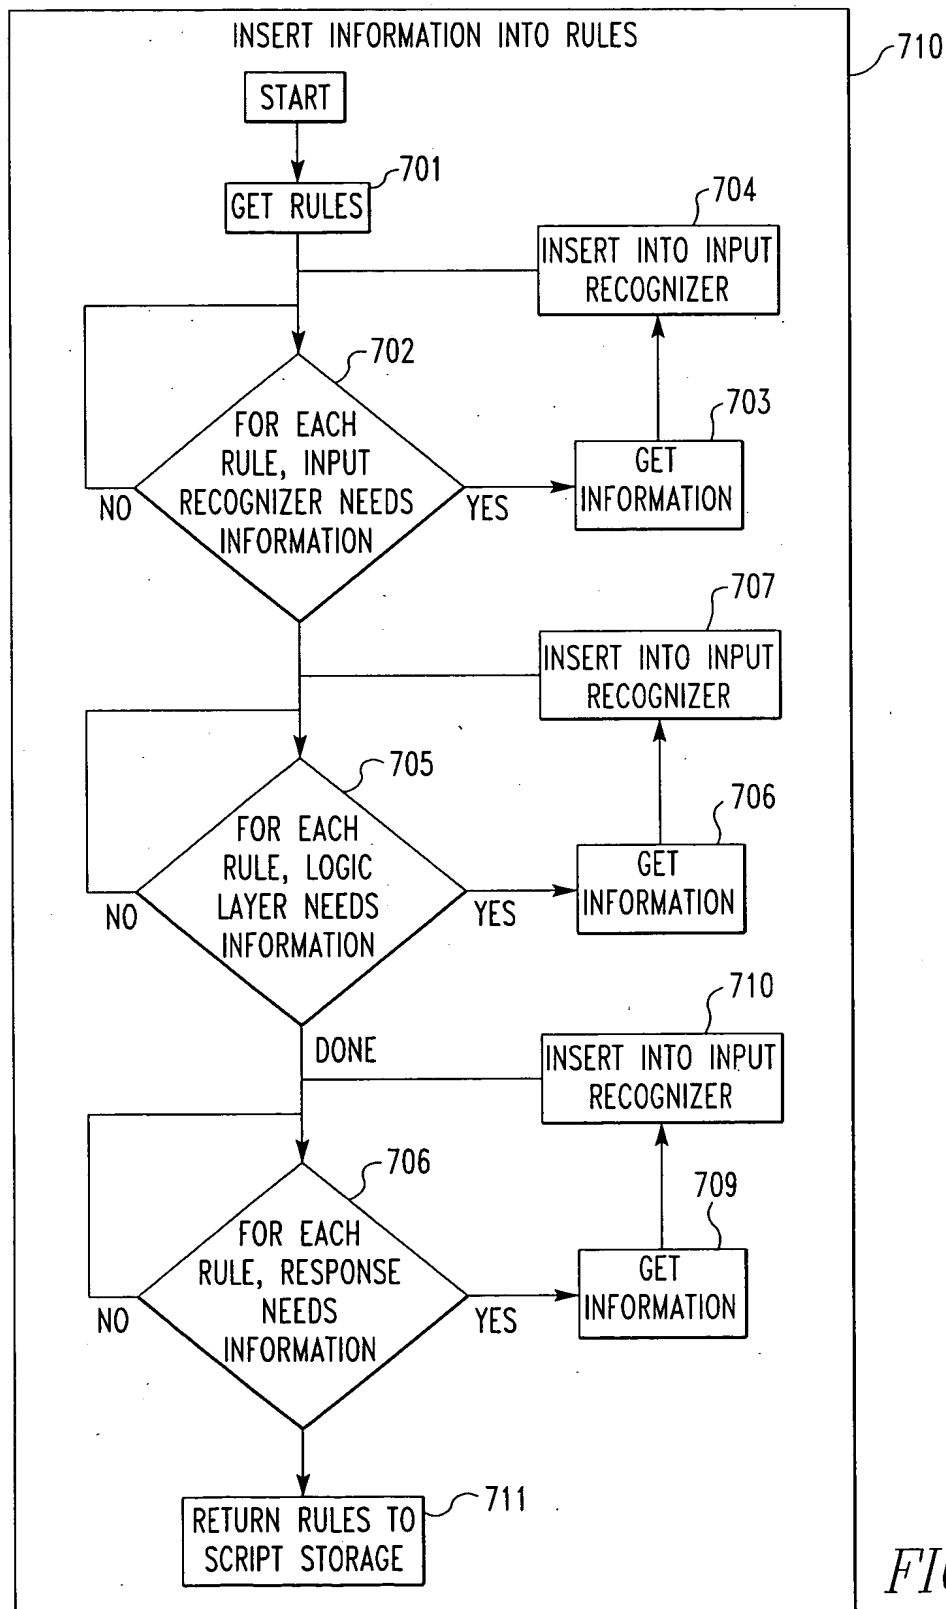 INSERT INFORMATION INTO RULES
710
START
701
GET RULES
704
INSERT INTO INPUT
RECOGNIZER
702
FOR EACH
RULE, INPUT
RECOGNIZER NEEDS
INFORMATION
NO
YES
703
GET
INFORMATION
707
INSERT INTO INPUT
RECOGNIZER
705
FOR EACH
RULE, LOGIC
LAYER NEEDS
INFORMATION
NO
YES
706
GET
INFORMATION
DONE
710
INSERT INTO INPUT
RECOGNIZER
706
FOR EACH
RULE, RESPONSE
NEEDS
INFORMATION
NO
YES
709
GET
INFORMATION
RETURN RULES TO
SCRIPT STORAGE
711